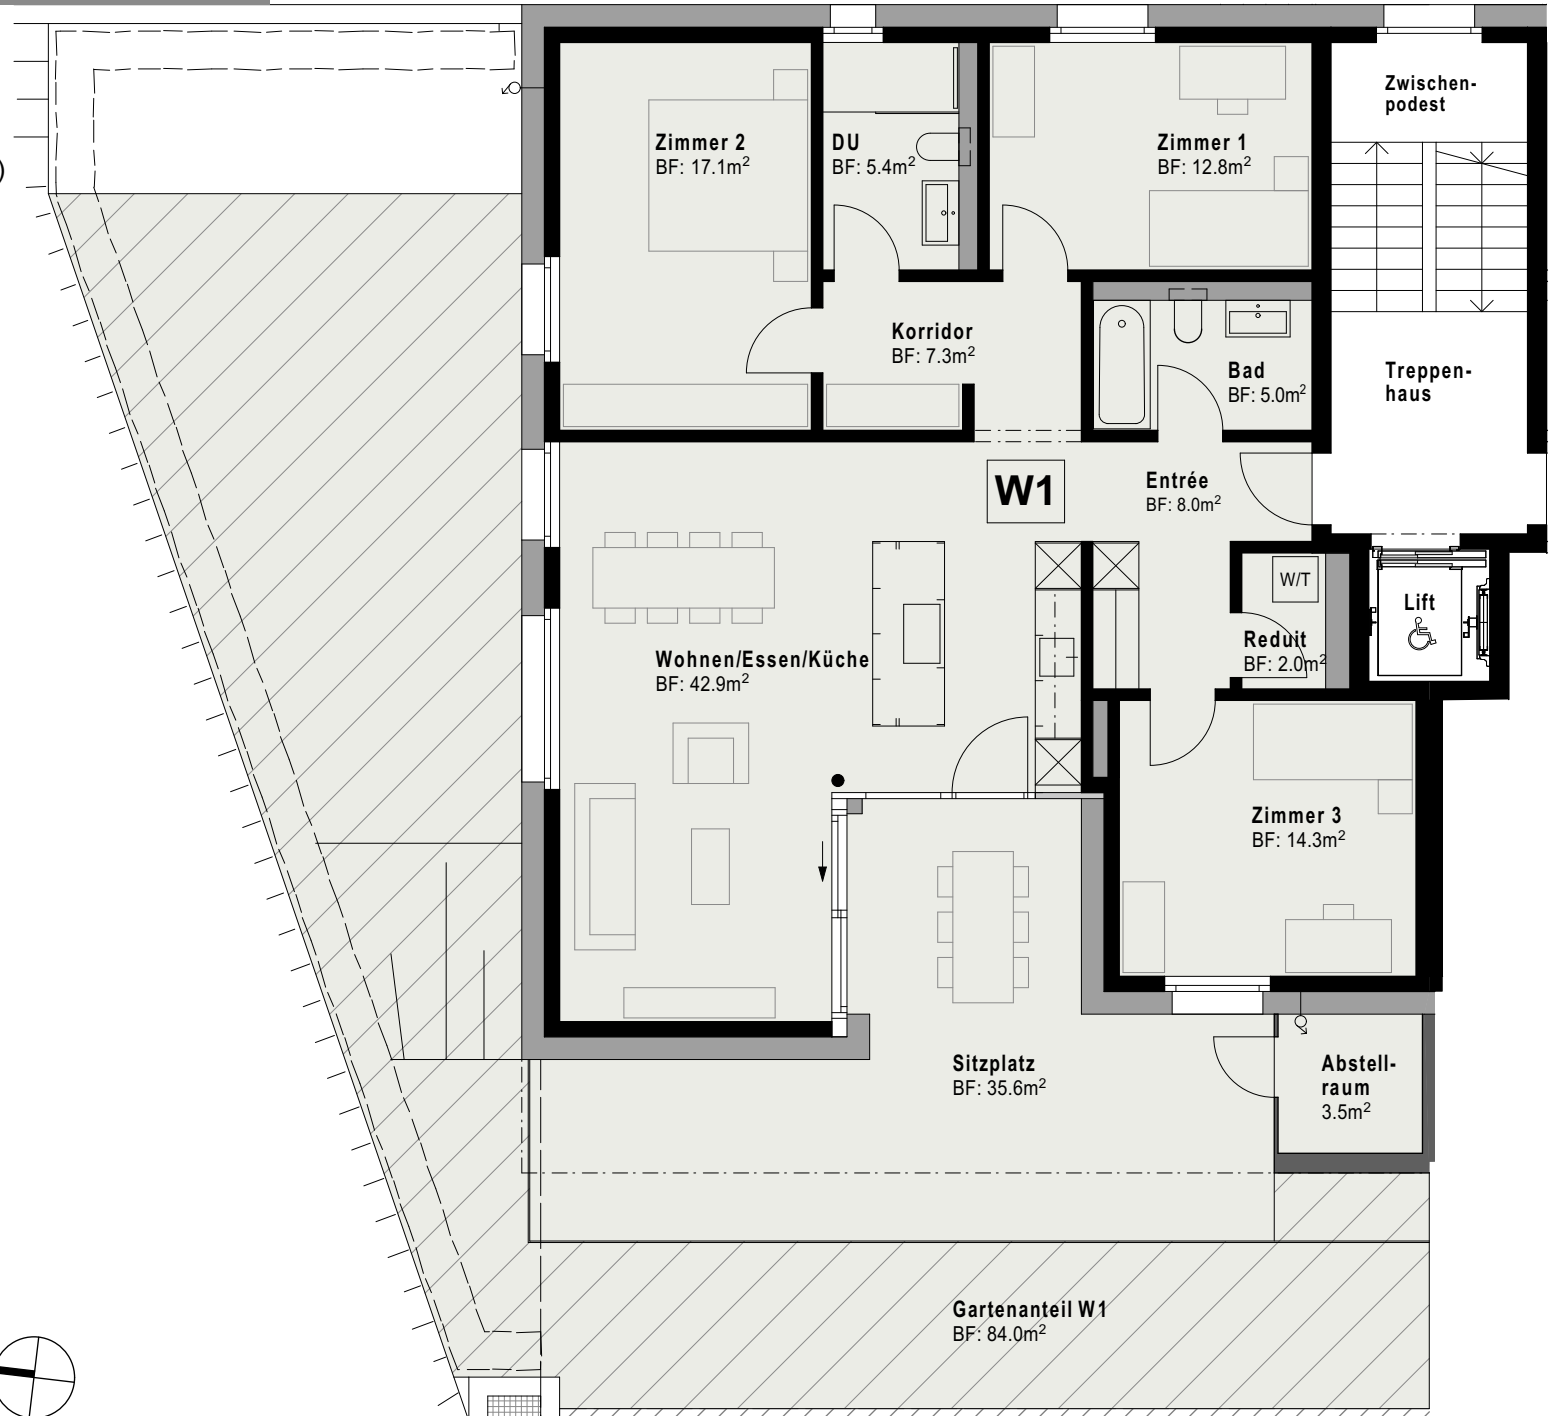 Zimmer 2
BF: 17.1m²
DU
BF: 5.4m²
Zimmer 1
BF: 12.8m²
Zwischen-
podest
Korridor
BF: 7.3m²
Bad
BF: 5.0m²
Treppen-
haus
W1
Entrée
BF: 8.0m²
W/T
Lift
Reduit
BF: 2.0m²
Wohnen/Essen/Küche
BF: 42.9m²
Zimmer 3
BF: 14.3m²
Sitzplatz
BF: 35.6m²
Abstell-
raum
3.5m²
Gartenanteil W1
BF: 84.0m²